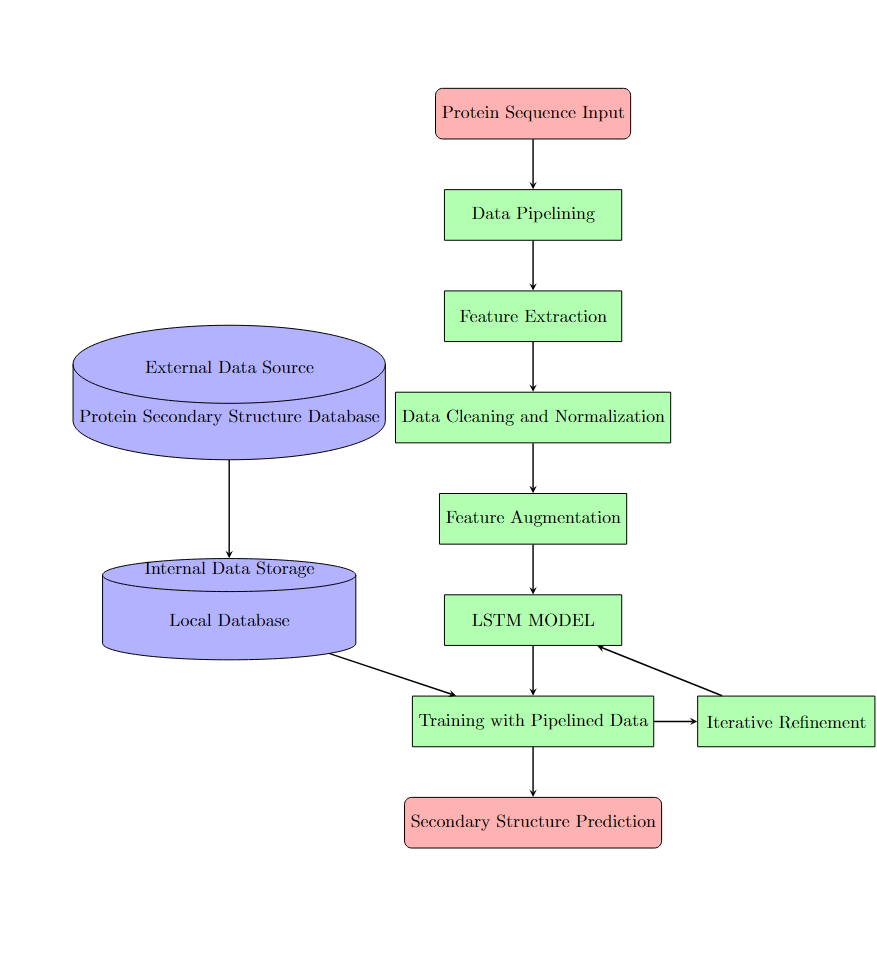 Protein Sequence Input
Data Pipelining
Feature Extraction
External Data Source
Protein Secondary Structure Database
Data Cleaning and Normalization
Feature Augmentation
Internal Data Storage
Local Database
LSTM MODEL
Training with Pipelined Data
Iterative Refinement
Secondary Structure Prediction